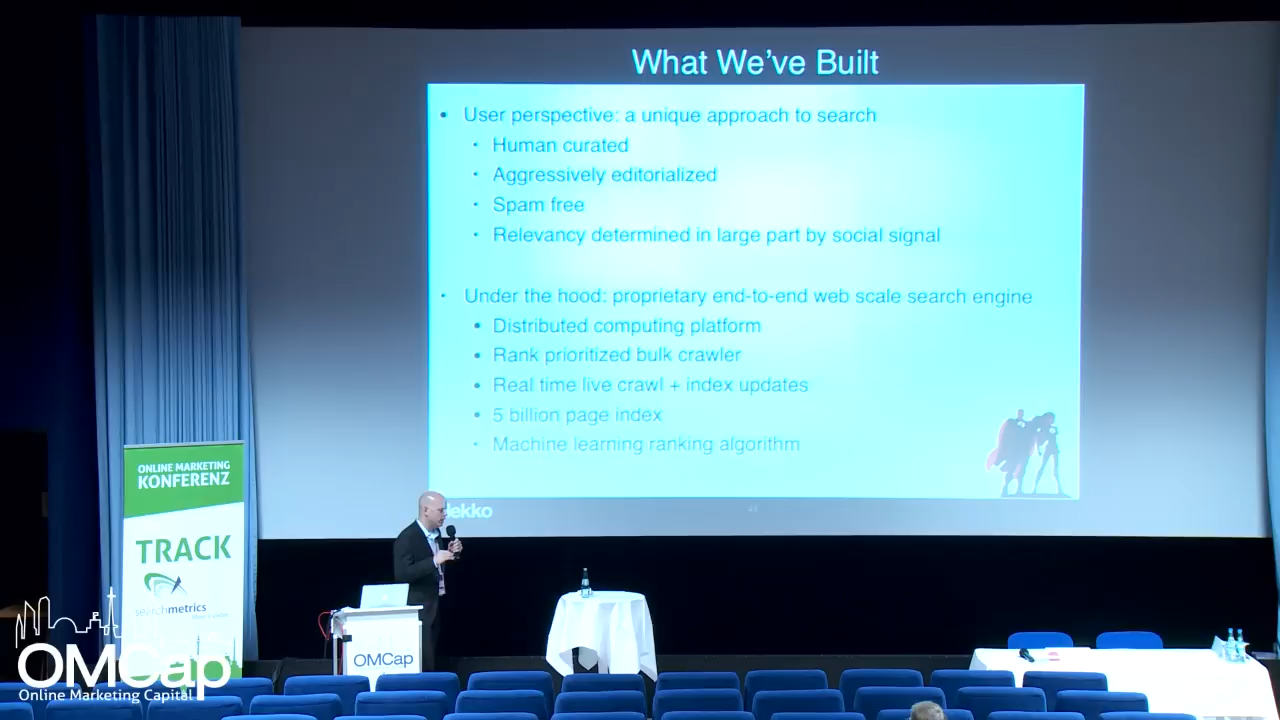 What We've Built
• User perspective: a unique approach to search
• Human curated
• Aggressively editorialized
• Spam free
• Relevancy determined in large part by social signal
• Under the hood: proprietary end-to-end web scale search engine
• Distributed computing platform
• Rank prioritized bulk crawler
• Real time live crawl + index updates
• 5 billion page index
• Machine learning ranking algorithm
lekko
ONLINE MARKETING
KONFERENZ
TRACK
searchmetrics
OMCap
OMCap
Online Marketing Capital